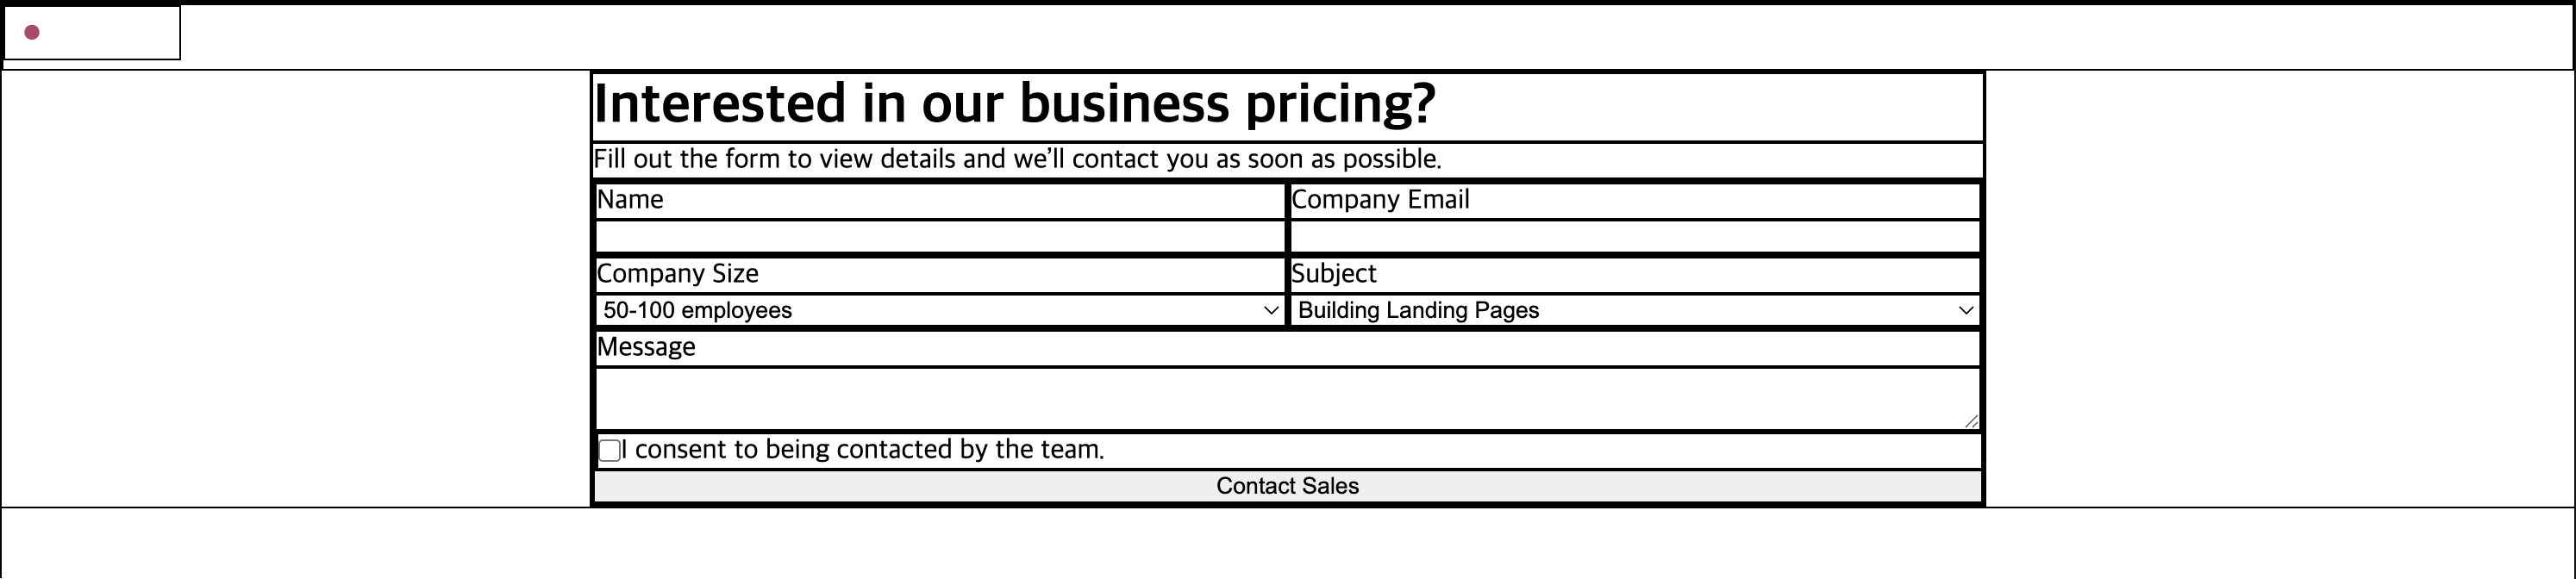 Interested in our business pricing?
Fill out the form to view details and we’ll contact you as soon as possible.
Name
Company Email
Company Size
Subject
50-100 employees
Building Landing Pages
Message
I consent to being contacted by the team.
Contact Sales